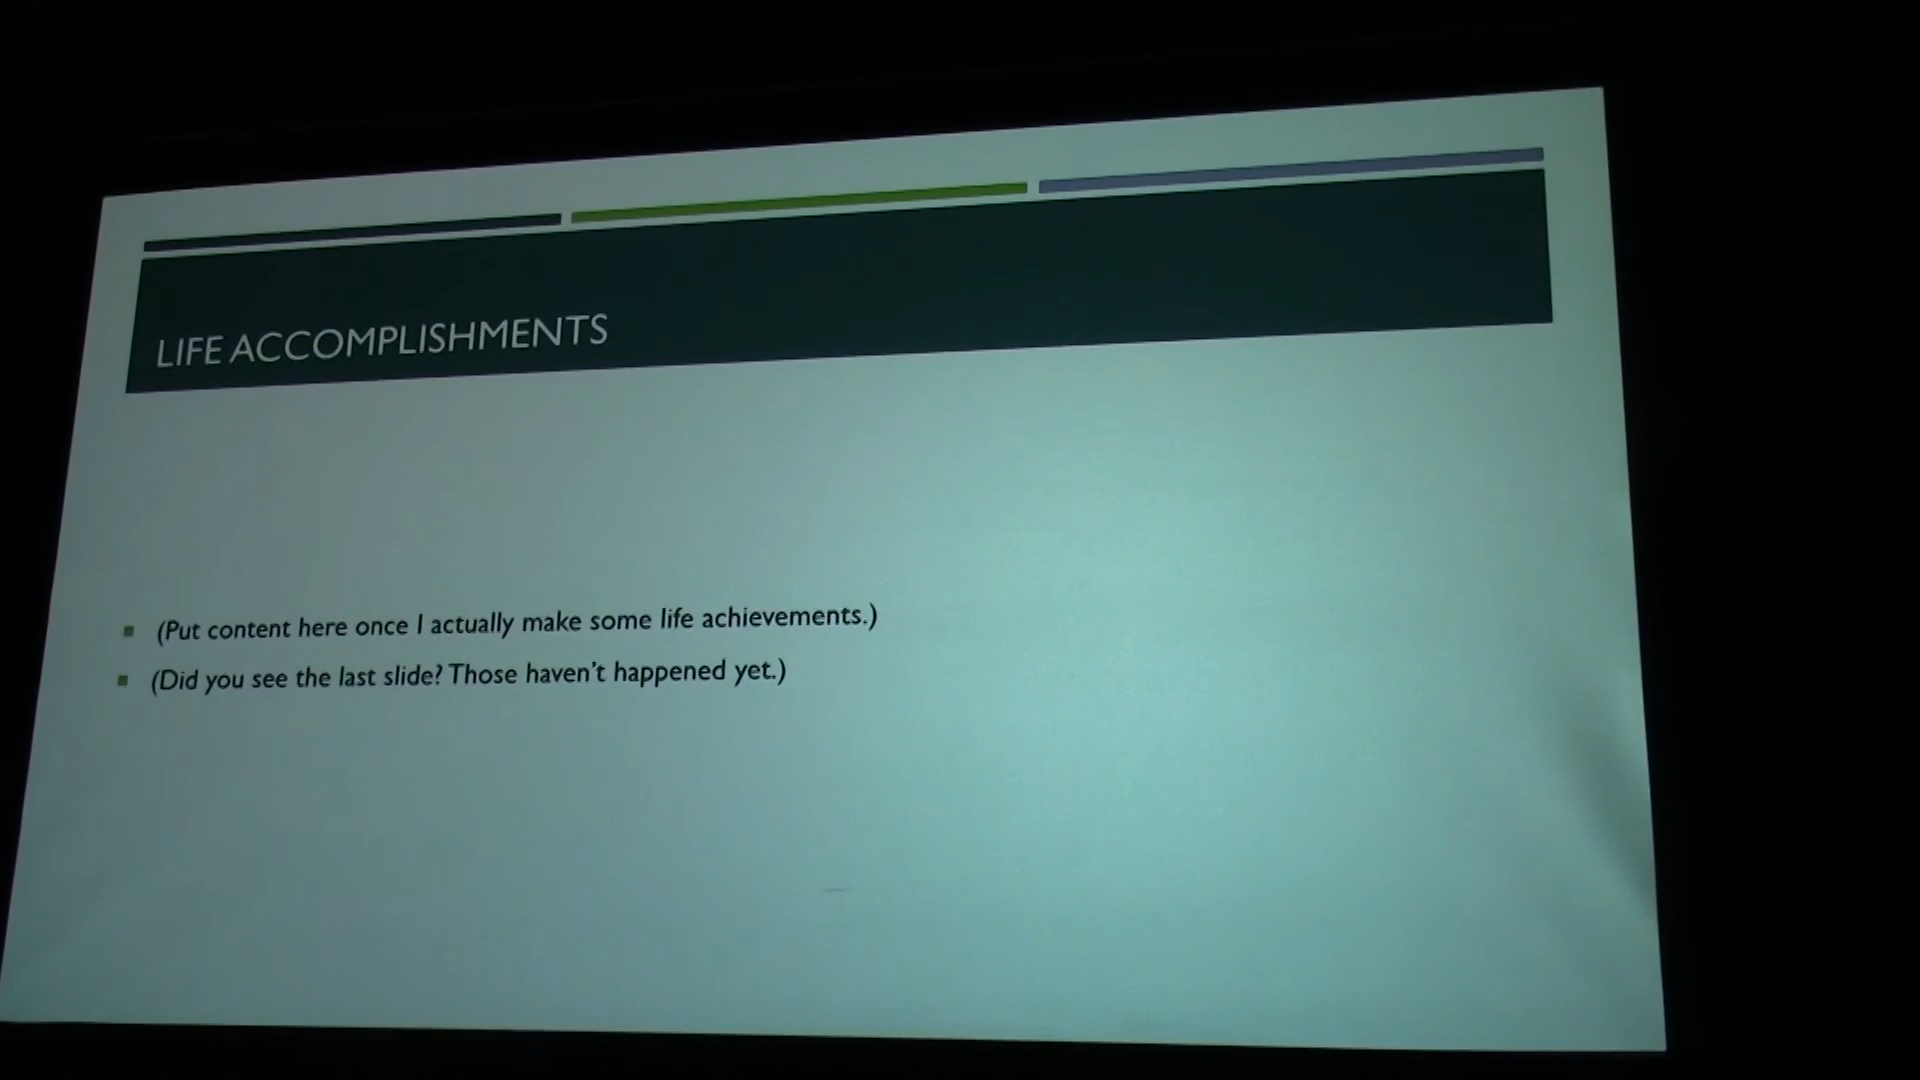 LIFE ACCOMPLISHMENTS
(Put content here once I actually make some life achievements.)
(Did you see the last slide? Those haven't happened yet.)